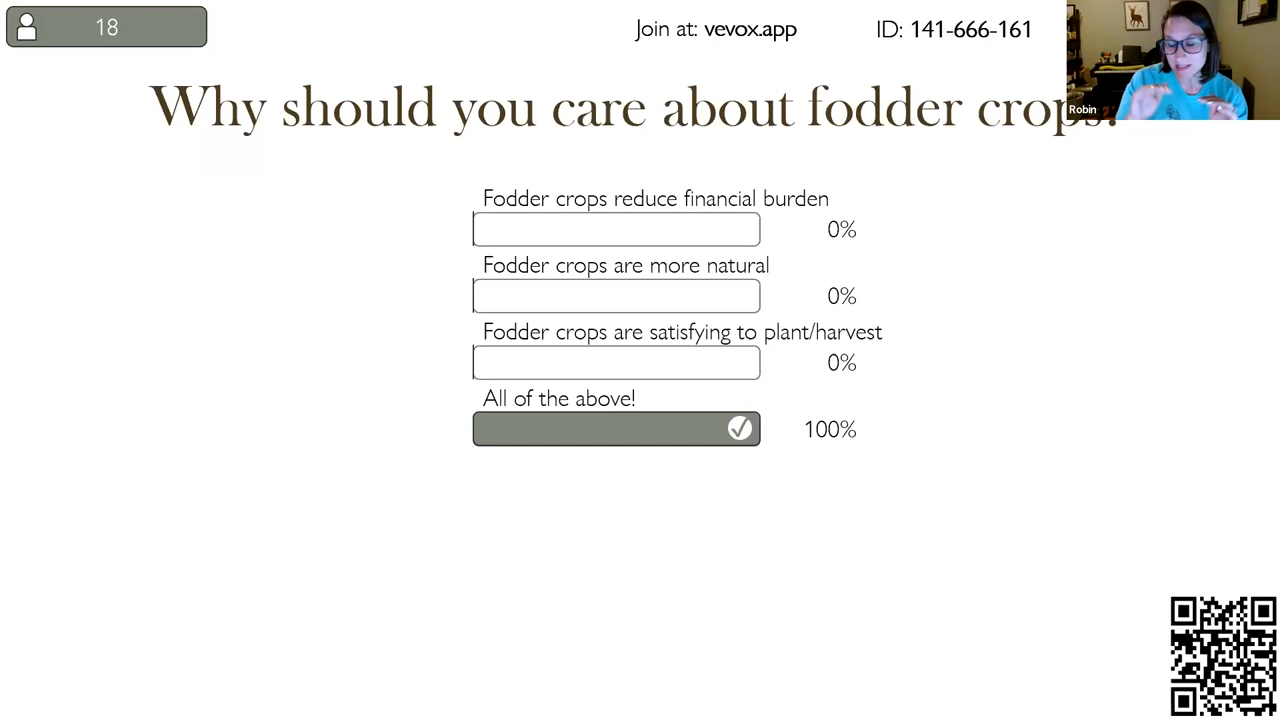 18
Join at: vevox.app
ID: 141-666-161
Why should you care about fodder crops?
Robin
Fodder crops reduce financial burden
0%
Fodder crops are more natural
0%
Fodder crops are satisfying to plant/harvest
0%
All of the above!
100%